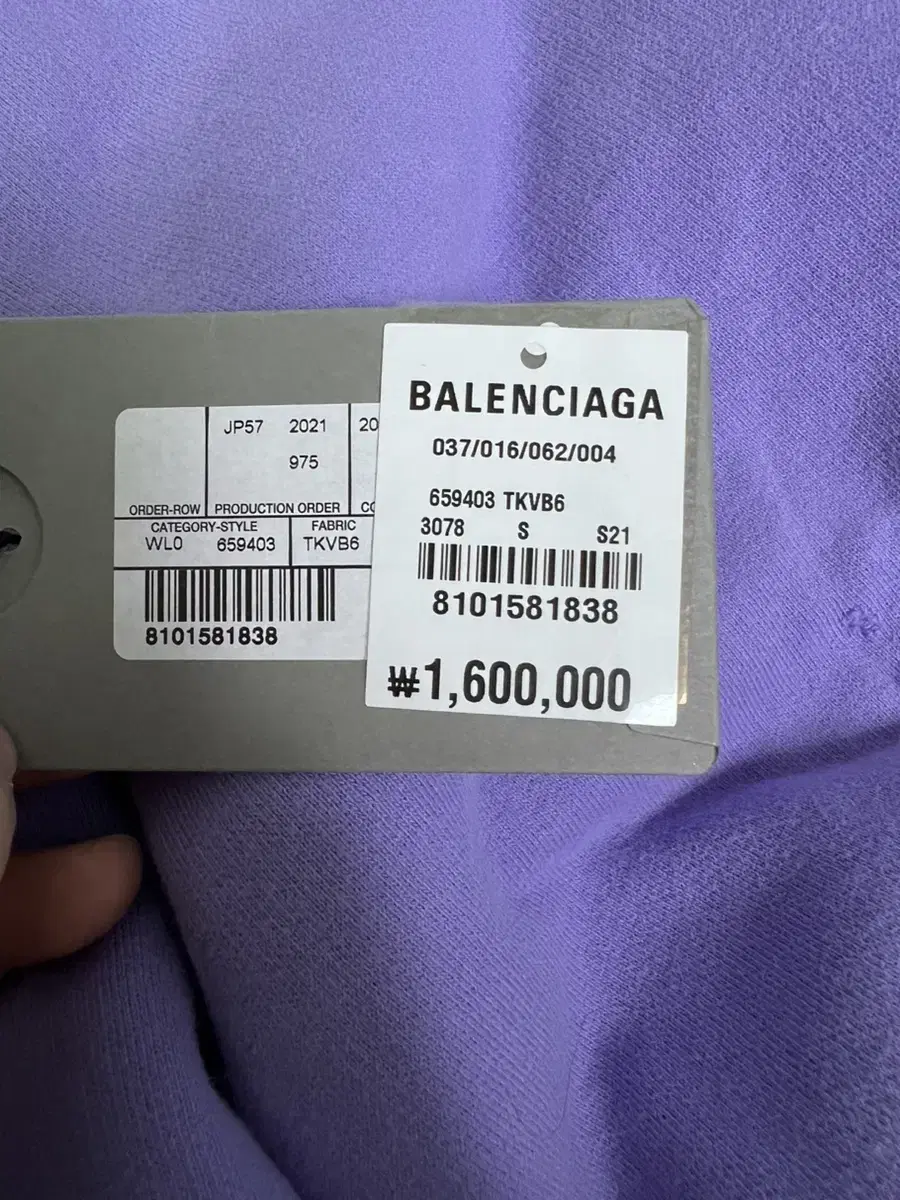 JP57 2021 20
975
ORDER-ROW PRODUCTION ORDER
CATEGORY-STYLE FABRIC
WL0 659403 TKVB6
8101581838
BALENCIAGA
037/016/062/004
659403 TKVB6
3078 S S21
8101581838
₩1,600,000